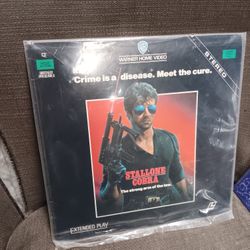 WARNER HOME VIDEO
Crime is a disease. Meet the cure.
STEREO
STALLONE
COBRA
The strong arm of the law.
EXTENDED PLAY